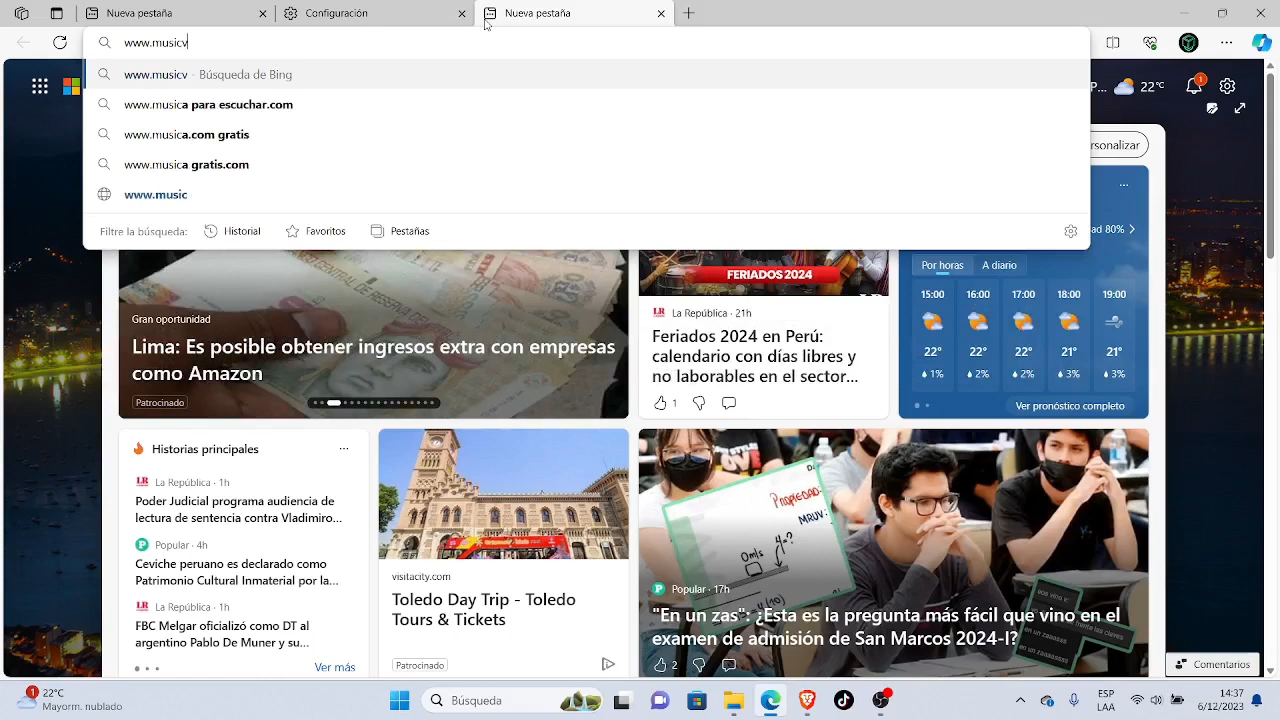 Nueva pestaña
Configuración
Nueva pestaña
www.musicv
www.musicv - Búsqueda de Bing
www.musica para escuchar.com
www.musica.com gratis
www.musica gratis.com
www.music
Filtre la búsqueda: Historial Favoritos Pestañas
P... 22°C
1
rsonalizar
Gran oportunidad
Lima: Es posible obtener ingresos extra con empresas
como Amazon
Patrocinado
FERIADOS 2024
La República · 21h
Feriados 2024 en Perú:
calendario con días libres y
no laborables en el sector...
1
ad 80%
Por horas A diario
15:00 16:00 17:00 18:00 19:00
22° 22° 22° 21° 21°
1% 2% 2% 3% 3%
Ver pronóstico completo
Historias principales
La República · 1h
Poder Judicial programa audiencia de
lectura de sentencia contra Vladimiro...
Popular · 4h
Ceviche peruano es declarado como
Patrimonio Cultural Inmaterial por la...
La República · 1h
FBC Melgar oficializó como DT al
argentino Pablo De Muner y su...
Ver más
visitacity.com
Toledo Day Trip - Toledo
Tours & Tickets
Patrocinado
PROPIEDAD:
MRUV:
0m/s
Popular · 17h
"En un zas": ¿Esta es la pregunta más fácil que vino en el
examen de admisión de San Marcos 2024-I?
2
Comentarios
1
22°C
Mayorm. nublado
Búsqueda
ESP
LAA
14:37
6/12/2023